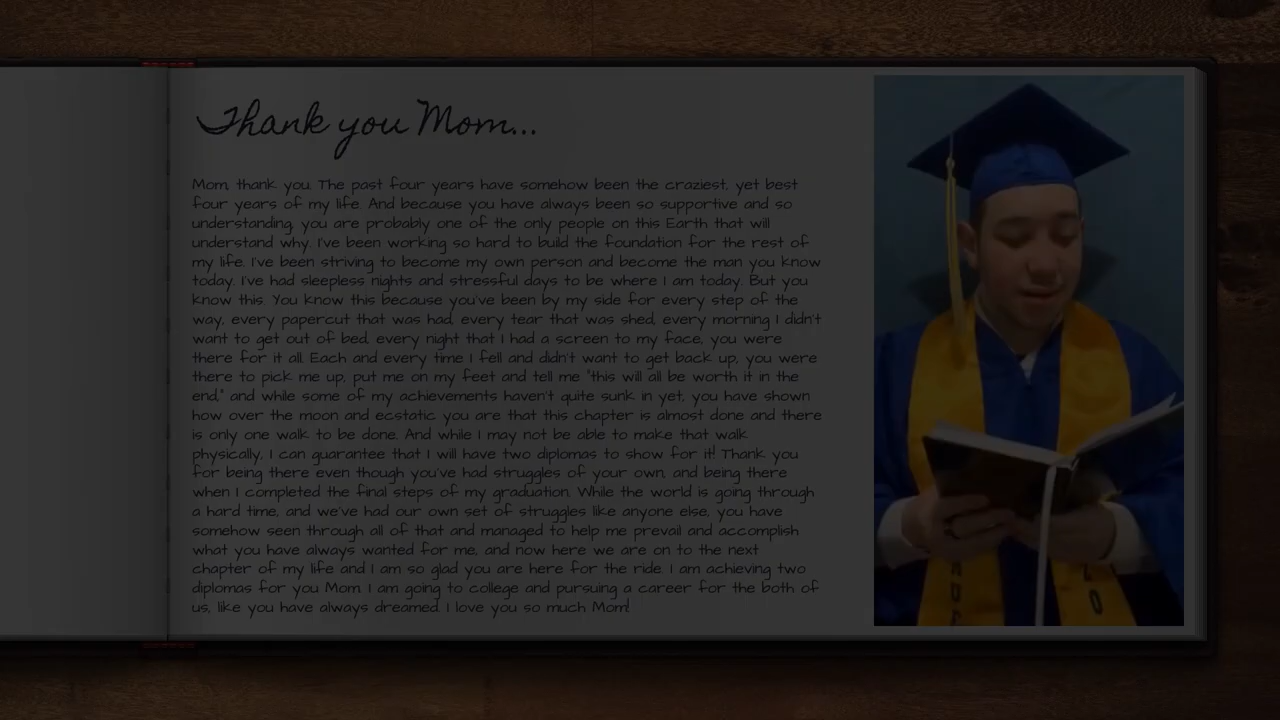 Thank you Mom...
Mom, thank you. The past four years have somehow been the craziest, yet best
four years of my life. And because you have always been so supportive and so
understanding, you are probably one of the only people on this Earth that will
understand why. I've been working so hard to build the foundation for the rest of
my life. I've been striving to become my own person and become the man you know
today. I've had sleepless nights and stressful days to be where I am today. But you
know this. You know this because you've been by my side for every step of the
way, every papercut that was had, every tear that was shed, every morning I didn't
want to get out of bed, every night that I had a screen to my face, you were
there for it all. Each and every time I fell and didn't want to get back up, you were
there to pick me up, put me on my feet and tell me "this will all be worth it in the
end," and while some of my achievements haven't quite sunk in yet, you have shown
how over the moon and ecstatic you are that this chapter is almost done and there
is only one walk to be done. And while I may not be able to make that walk
physically, I can guarantee that I will have two diplomas to show for it! Thank you
for being there even though you've had struggles of your own, and being there
when I completed the final steps of my graduation. While the world is going through
a hard time, and we've had our own set of struggles like anyone else, you have
somehow seen through all of that and managed to help me prevail and accomplish
what you have always wanted for me, and now here we are on to the next
chapter of my life and I am so glad you are here for the ride. I am achieving two
diplomas for you Mom. I am going to college and pursuing a career for the both of
us, like you have always dreamed. I love you so much Mom!